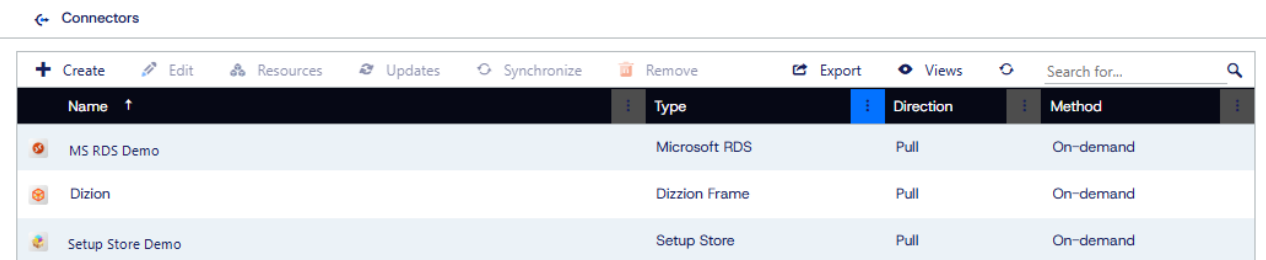 Connectors
Create Edit Resources Updates Synchronize Remove Export Views Search for...
Name Type Direction Method
MS RDS Demo Microsoft RDS Pull On-demand
Dizion Dizzion Frame Pull On-demand
Setup Store Demo Setup Store Pull On-demand